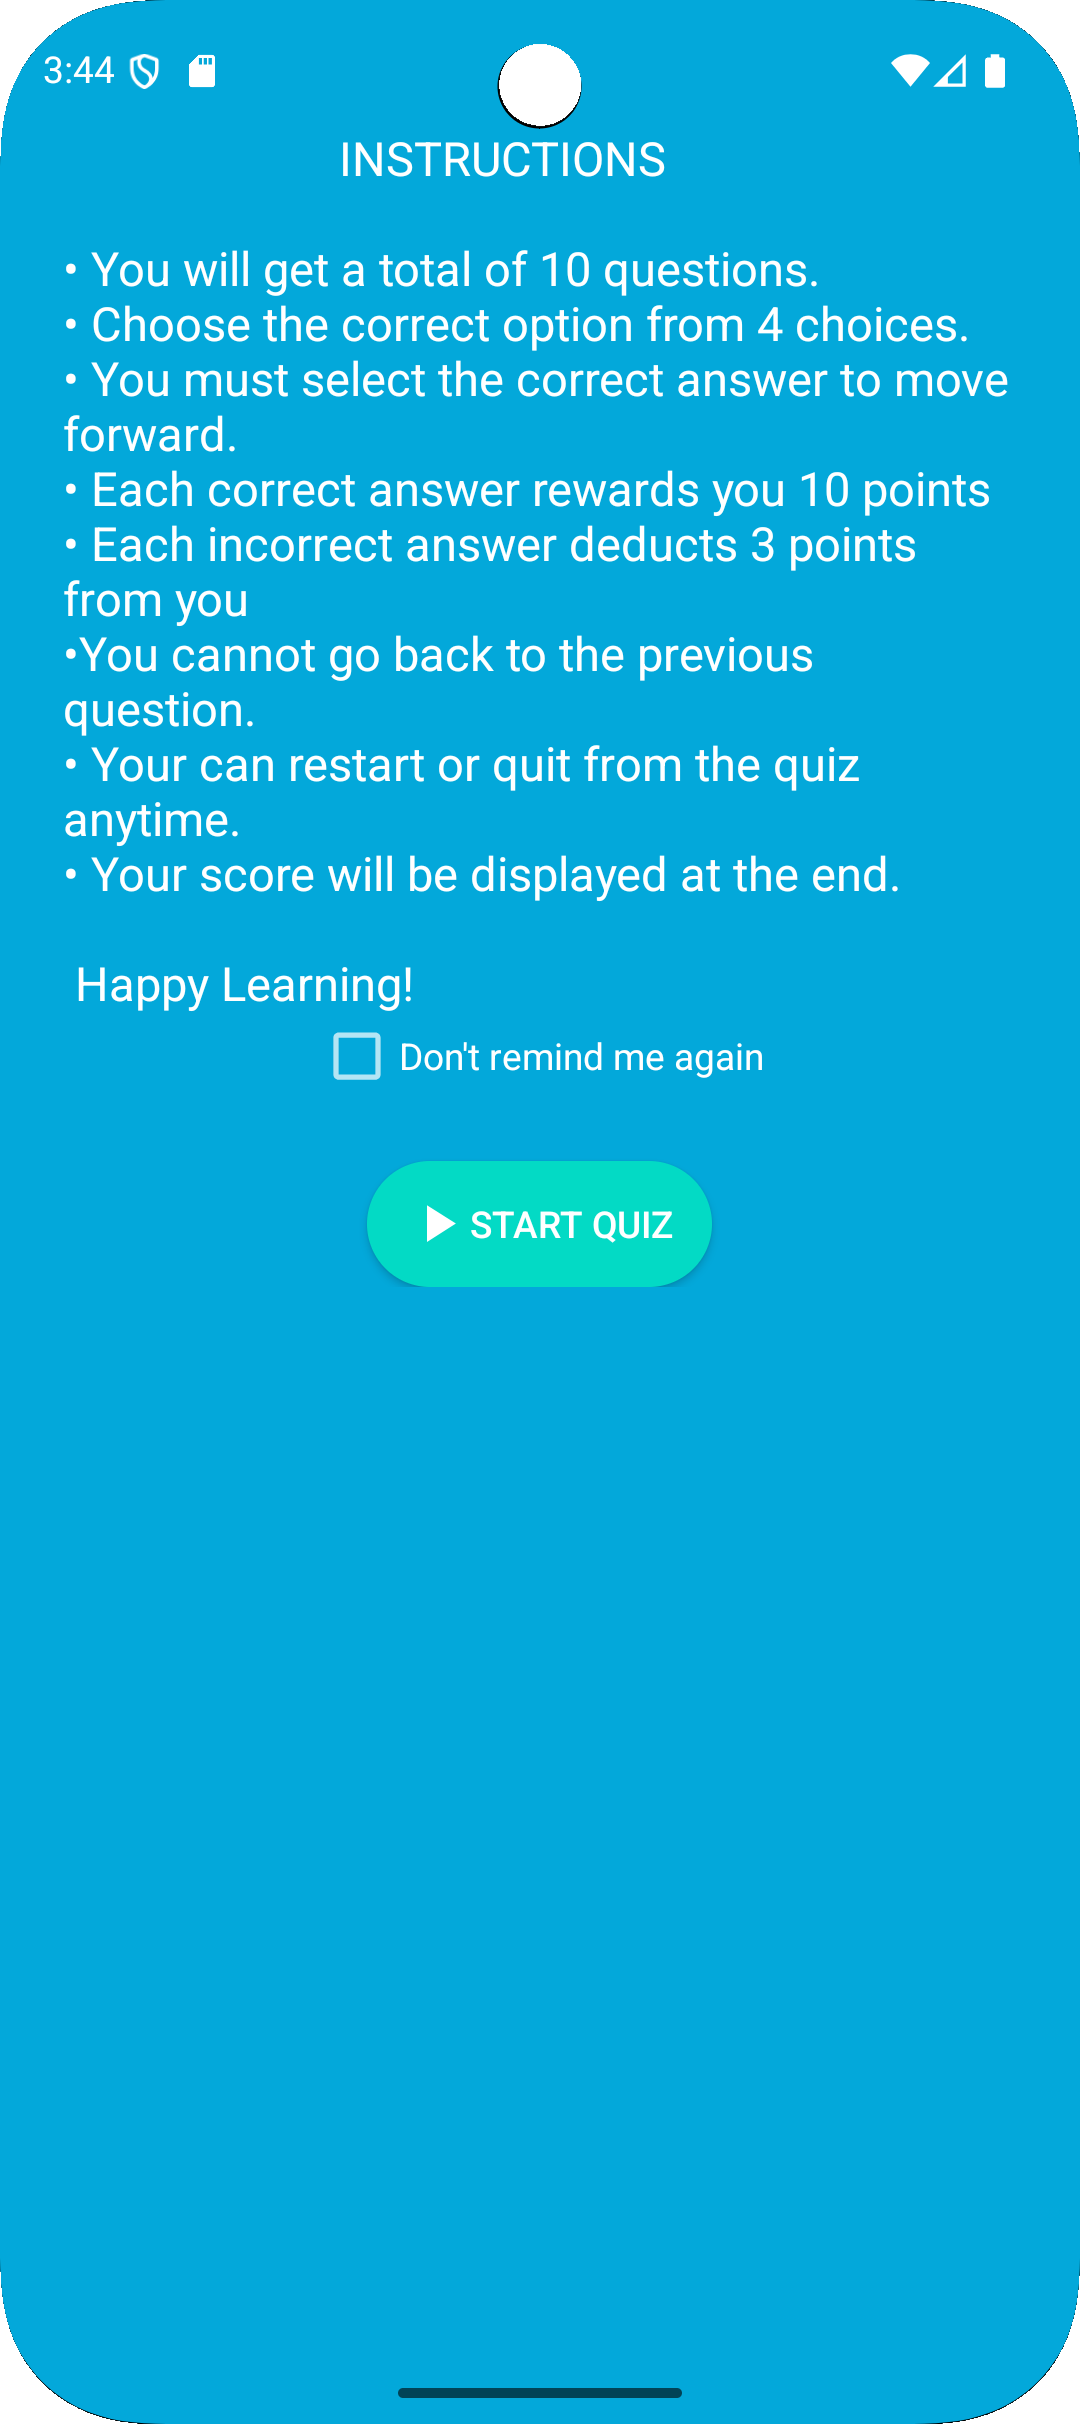 3:44
INSTRUCTIONS
• You will get a total of 10 questions.
• Choose the correct option from 4 choices.
• You must select the correct answer to move
forward.
• Each correct answer rewards you 10 points
• Each incorrect answer deducts 3 points
from you
•You cannot go back to the previous
question.
• Your can restart or quit from the quiz
anytime.
• Your score will be displayed at the end.
Happy Learning!
Don't remind me again
START QUIZ